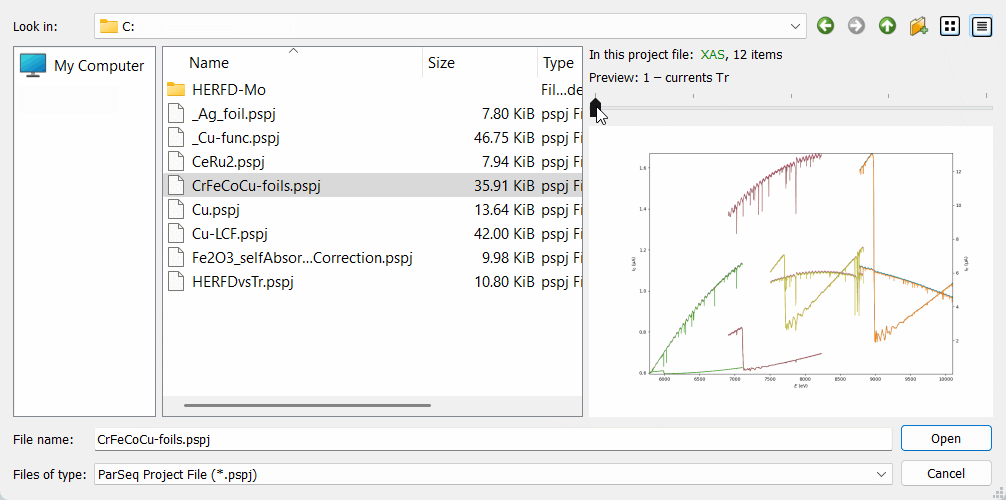 Look in: C:
My Computer
Name Size Type
HERFD-Mo Fil...de
_Ag_foil.pspj 7.80 KiB pspj Fi
_Cu-func.pspj 46.75 KiB pspj Fi
CeRu2.pspj 7.94 KiB pspj Fi
CrFeCoCu-foils.pspj 35.91 KiB pspj Fi
Cu.pspj 13.64 KiB pspj Fi
Cu-LCF.pspj 42.00 KiB pspj Fi
Fe2O3_selfAbsor...Correction.pspj 9.98 KiB pspj Fi
HERFDvsTr.pspj 10.80 KiB pspj Fi
In this project file: XAS, 12 items
Preview: 1 – currents Tr
1.6
1.4
1.2
1.0
0.8
0.6
12
10
8
6
4
2
6000 6500 7000 7500 8000 8500 9000 9500 10000
E (eV)
File name: CrFeCoCu-foils.pspj Open
Files of type: ParSeq Project File (*.pspj) Cancel